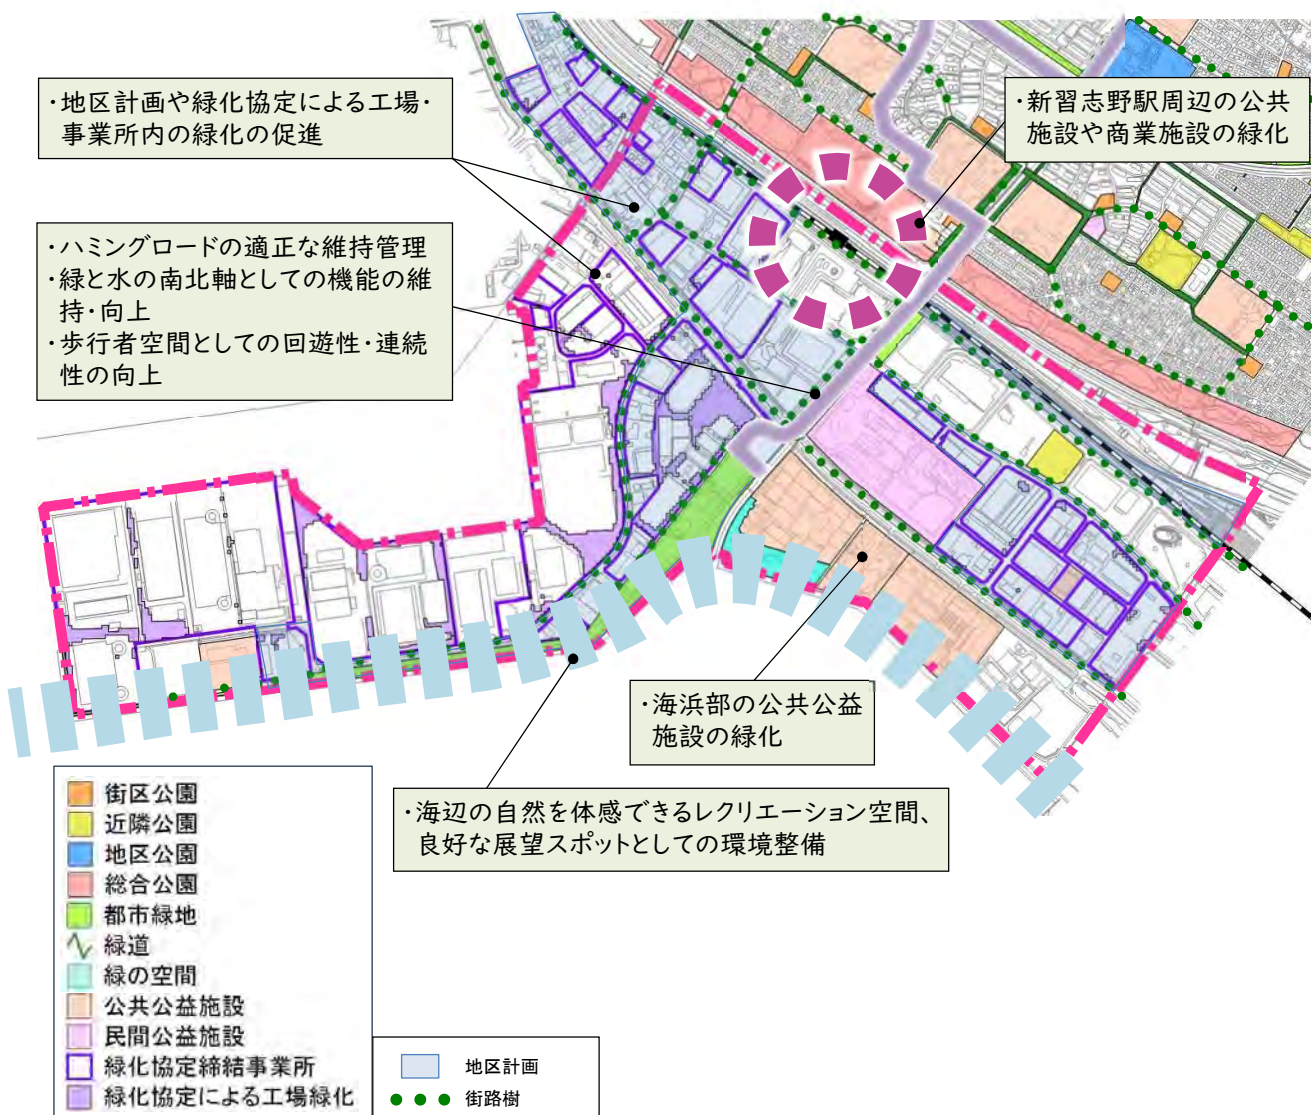 ・地区計画や緑化協定による工場・
事業所内の緑化の促進
・新習志野駅周辺の公共
施設や商業施設の緑化
・ハミングロードの適正な維持管理
・緑と水の南北軸としての機能の維
持・向上
・歩行者空間としての回遊性・連続
性の向上
・海浜部の公共公益
施設の緑化
・海辺の自然を体感できるレクリエーション空間、
良好な展望スポットとしての環境整備
街区公園
近隣公園
地区公園
総合公園
都市緑地
緑道
緑の空間
公共公益施設
民間公益施設
緑化協定締結事業所
緑化協定による工場緑化
地区計画
街路樹